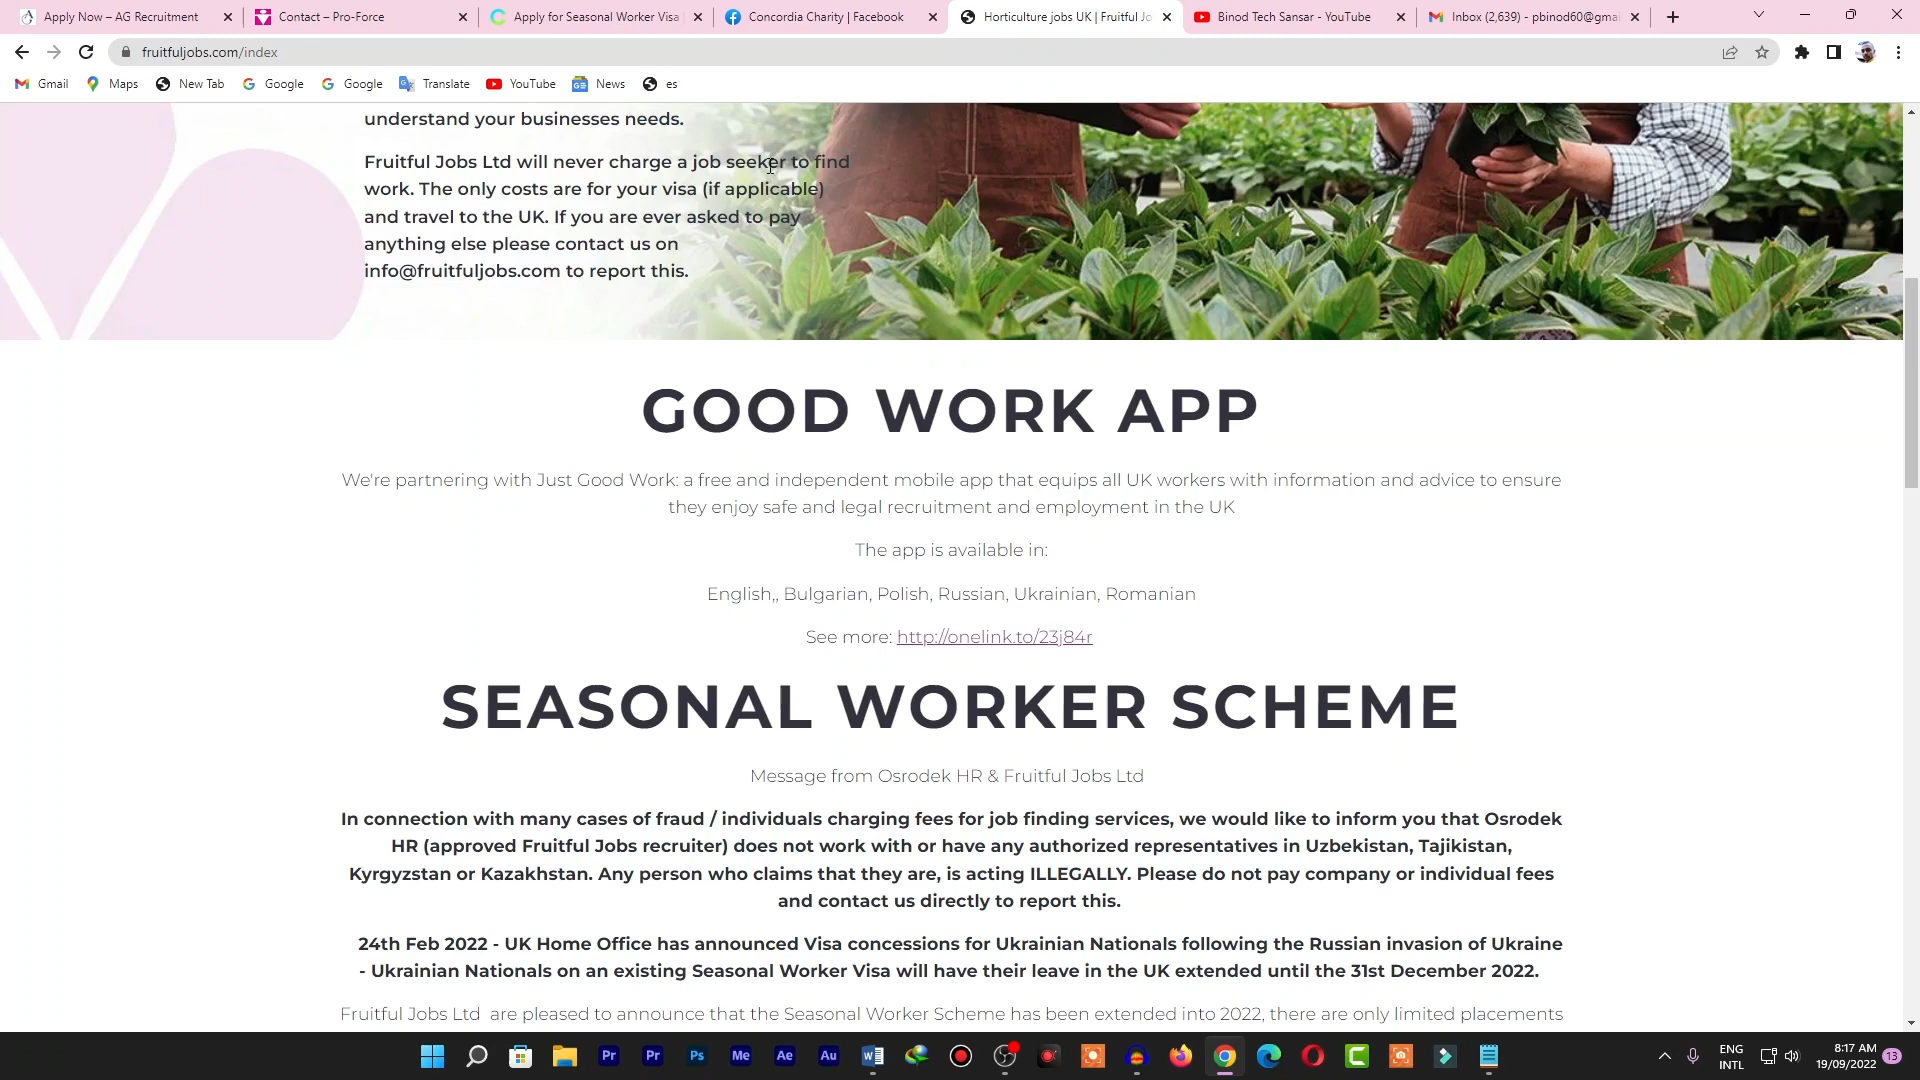 Apply Now – AG Recruitment
Contact – Pro-Force
Apply for Seasonal Worker Visa
Concordia Charity | Facebook
Horticulture jobs UK | Fruitful Jo
Binod Tech Sansar - YouTube
Inbox (2,639) - pbinod60@gmai
fruitfuljobs.com/index
Gmail
Maps
New Tab
Google
Google
Translate
YouTube
News
es
understand your businesses needs.
Fruitful Jobs Ltd will never charge a job seeker to find
work. The only costs are for your visa (if applicable)
and travel to the UK. If you are ever asked to pay
anything else please contact us on
info@fruitfuljobs.com to report this.
GOOD WORK APP
We're partnering with Just Good Work: a free and independent mobile app that equips all UK workers with information and advice to ensure
they enjoy safe and legal recruitment and employment in the UK
The app is available in:
English,, Bulgarian, Polish, Russian, Ukrainian, Romanian
See more: http://onelink.to/23j84r
SEASONAL WORKER SCHEME
Message from Osrodek HR & Fruitful Jobs Ltd
In connection with many cases of fraud / individuals charging fees for job finding services, we would like to inform you that Osrodek
HR (approved Fruitful Jobs recruiter) does not work with or have any authorized representatives in Uzbekistan, Tajikistan,
Kyrgyzstan or Kazakhstan. Any person who claims that they are, is acting ILLEGALLY. Please do not pay company or individual fees
and contact us directly to report this.
24th Feb 2022 - UK Home Office has announced Visa concessions for Ukrainian Nationals following the Russian invasion of Ukraine
- Ukrainian Nationals on an existing Seasonal Worker Visa will have their leave in the UK extended until the 31st December 2022.
Fruitful Jobs Ltd are pleased to announce that the Seasonal Worker Scheme has been extended into 2022, there are only limited placements
Pr
Pr
Ps
Me
Ae
Au
ENG
INTL
8:17 AM
19/09/2022
13